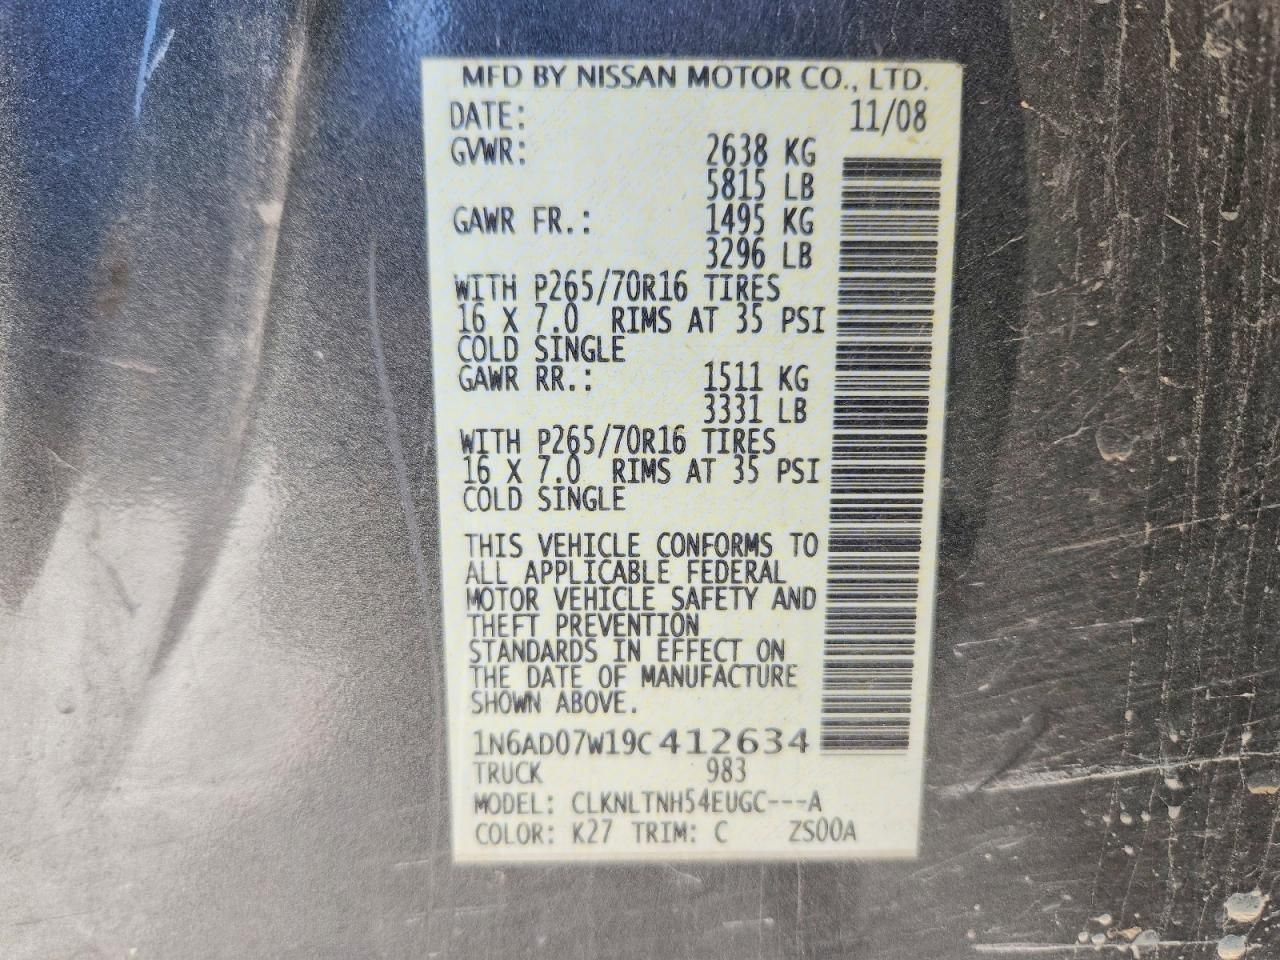 MFD BY NISSAN MOTOR CO., LTD.
DATE: 11/08
GVWR: 2638 KG
5815 LB
GAWR FR.: 1495 KG
3296 LB
WITH P265/70R16 TIRES
16 X 7.0 RIMS AT 35 PSI
COLD SINGLE
GAWR RR.: 1511 KG
3331 LB
WITH P265/70R16 TIRES
16 X 7.0 RIMS AT 35 PSI
COLD SINGLE
THIS VEHICLE CONFORMS TO
ALL APPLICABLE FEDERAL
MOTOR VEHICLE SAFETY AND
THEFT PREVENTION
STANDARDS IN EFFECT ON
THE DATE OF MANUFACTURE
SHOWN ABOVE.
1N6AD07W19C412634
TRUCK 983
MODEL: CLKNLTNH54EUGC---A
COLOR: K27 TRIM: C ZS00A